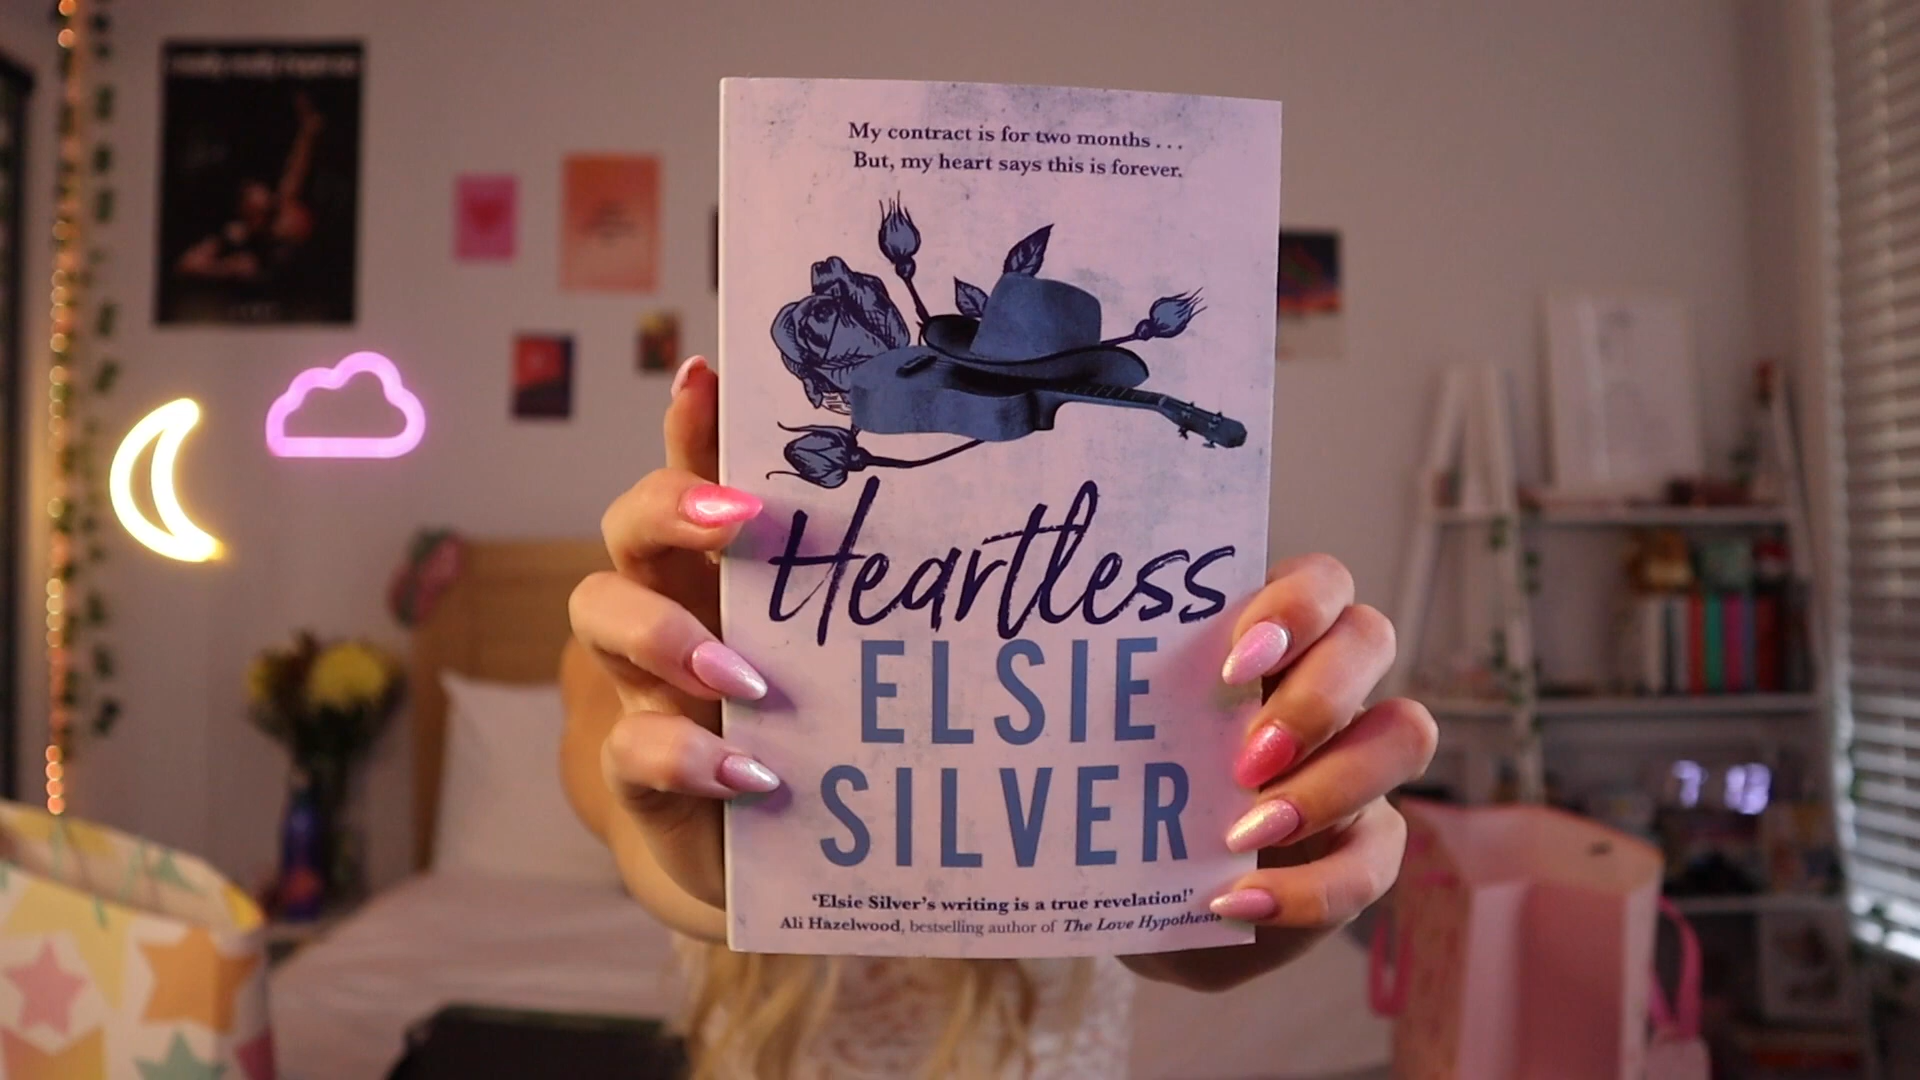 My contract is for two months . . .
But, my heart says this is forever.
Heartless
ELSIE
SILVER
‘Elsie Silver’s writing is a true revelation!’
Ali Hazelwood, bestselling author of The Love Hypothesis